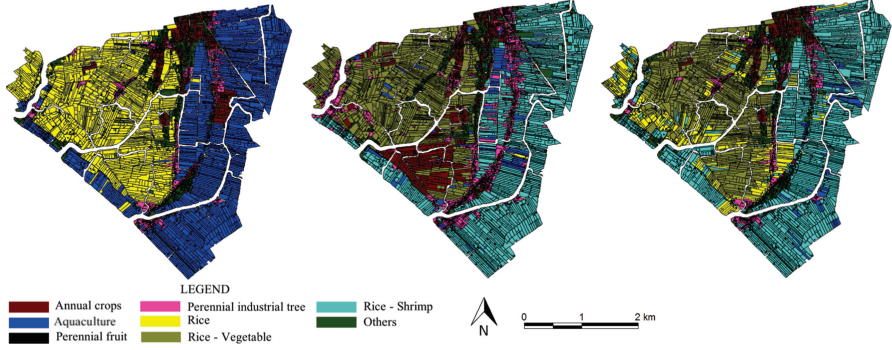 LEGEND
Annual crops
Perennial industrial tree
Rice - Shrimp
Aquaculture
Rice
Others
Perennial fruit
Rice - Vegetable
N
0 1 2 km